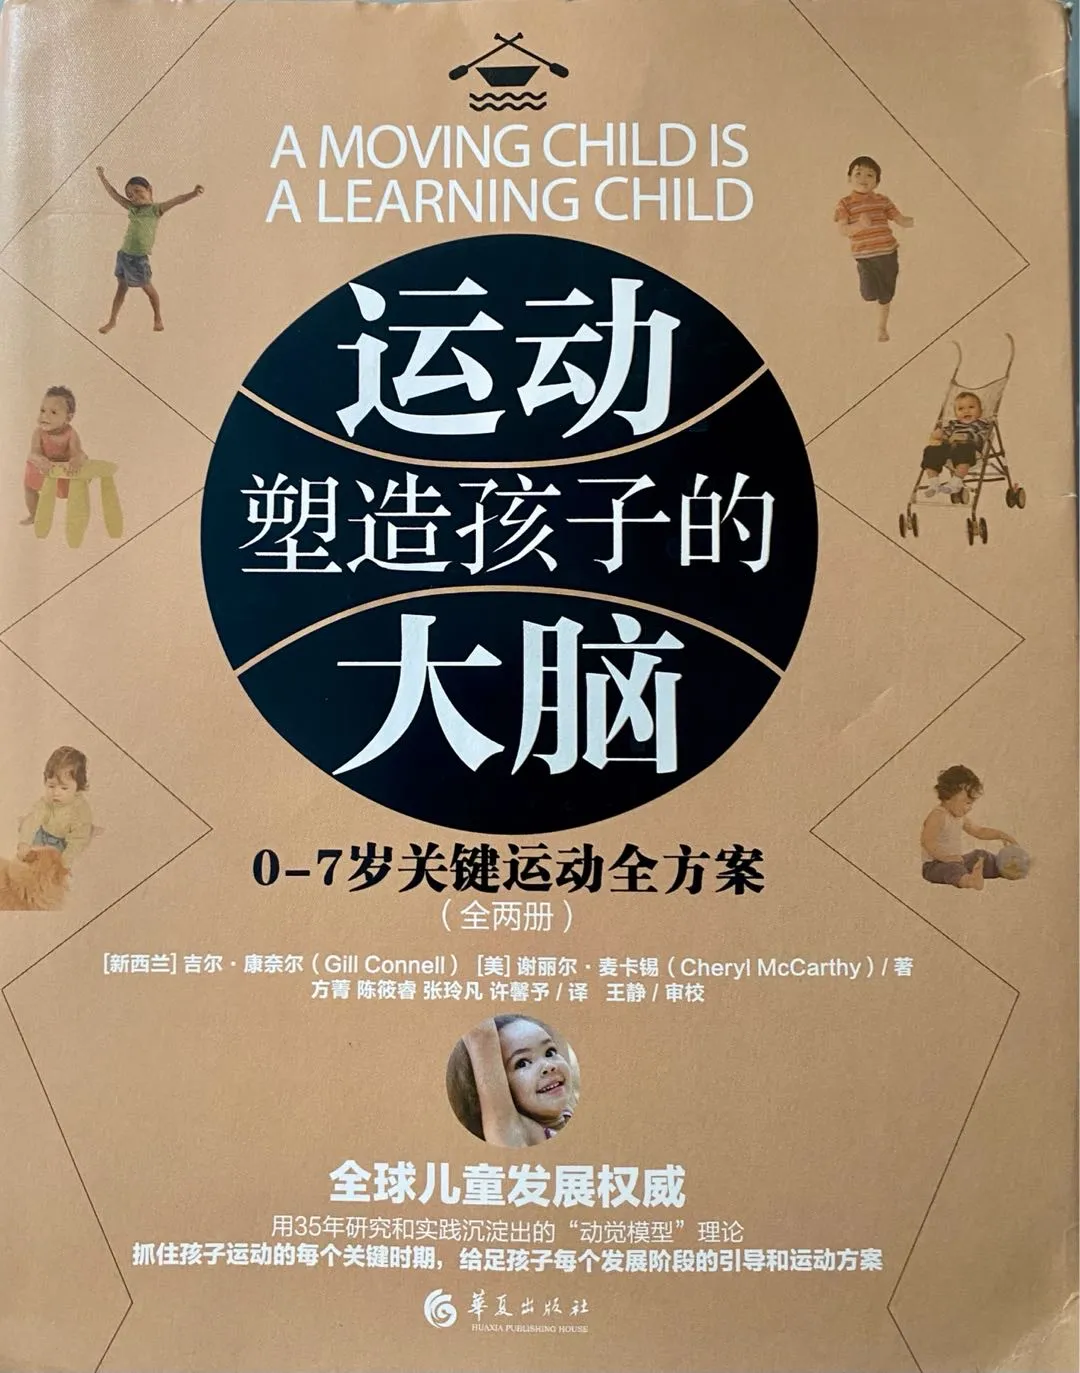 A MOVING CHILD IS
A LEARNING CHILD
运动
塑造孩子的
大脑
0-7岁关键运动全方案
（全两册）
[新西兰] 吉尔·康奈尔（Gill Connell） [美] 谢丽尔·麦卡锡（Cheryl McCarthy）/ 著
方菁 陈筱睿 张玲凡 许馨予 / 译 王静 / 审校
全球儿童发展权威
用35年研究和实践沉淀出的“动觉模型”理论
抓住孩子运动的每个关键时期，给足孩子每个发展阶段的引导和运动方案
華夏出版社
HUAXIA PUBLISHING HOUSE